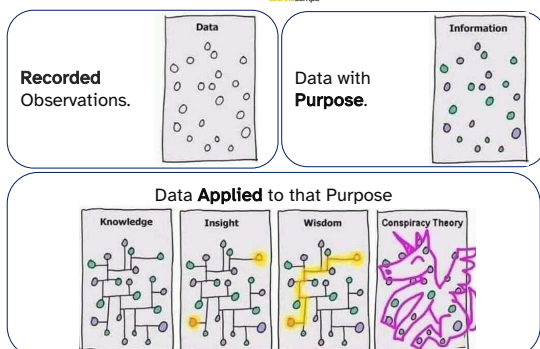 Data
Recorded
Observations.
Information
Data with
Purpose.
Data Applied to that Purpose
Knowledge
Insight
Wisdom
Conspiracy Theory